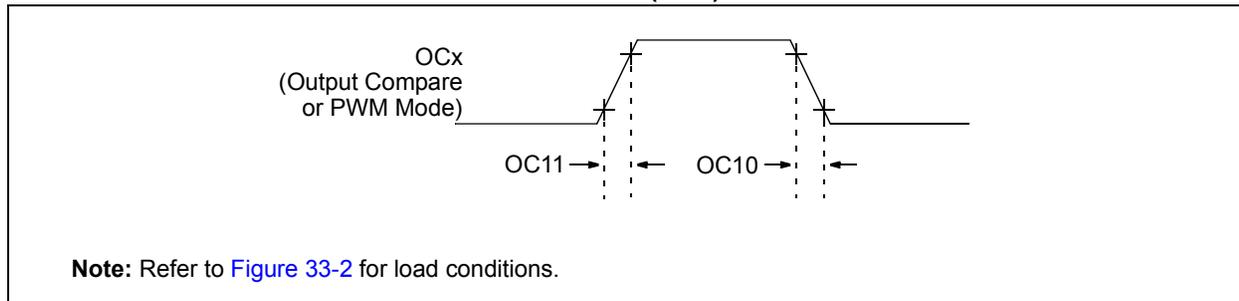 OCx
(Output Compare
or PWM Mode)
OC11
OC10
Note: Refer to Figure 33-2 for load conditions.